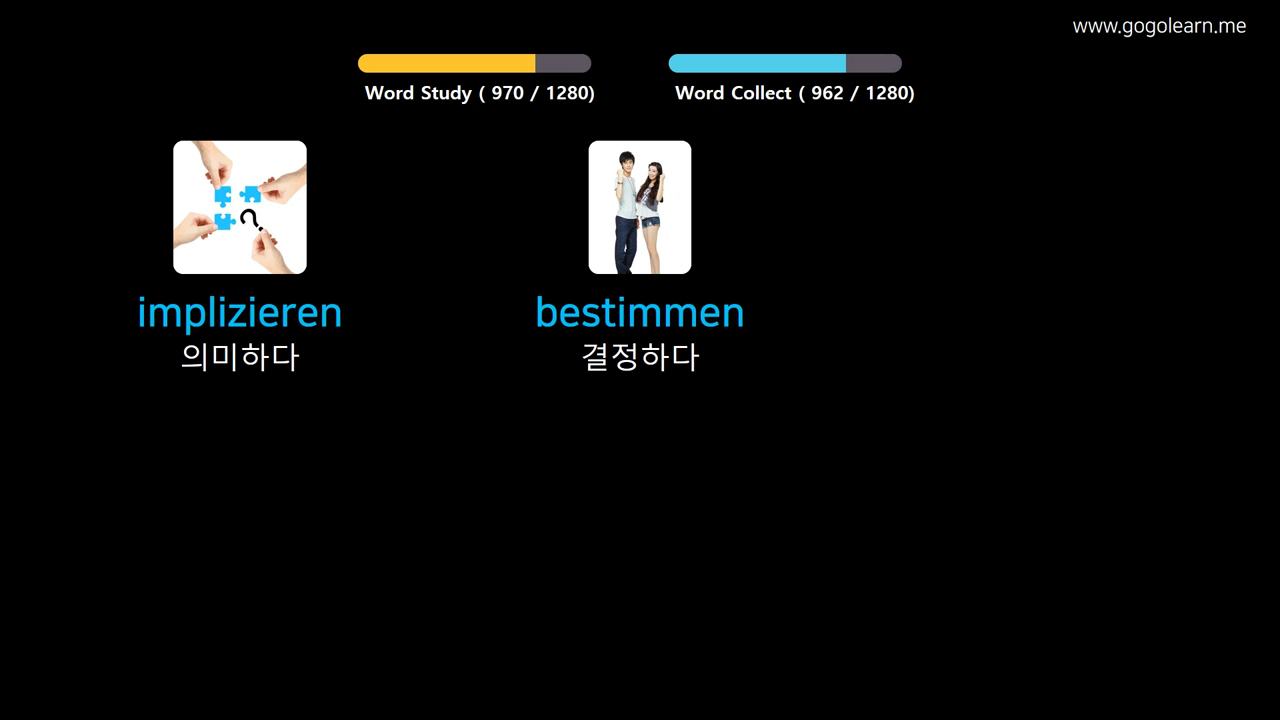 www.gogolearn.me
Word Study ( 970 / 1280)
Word Collect ( 962 / 1280)
implizieren
의미하다
bestimmen
결정하다